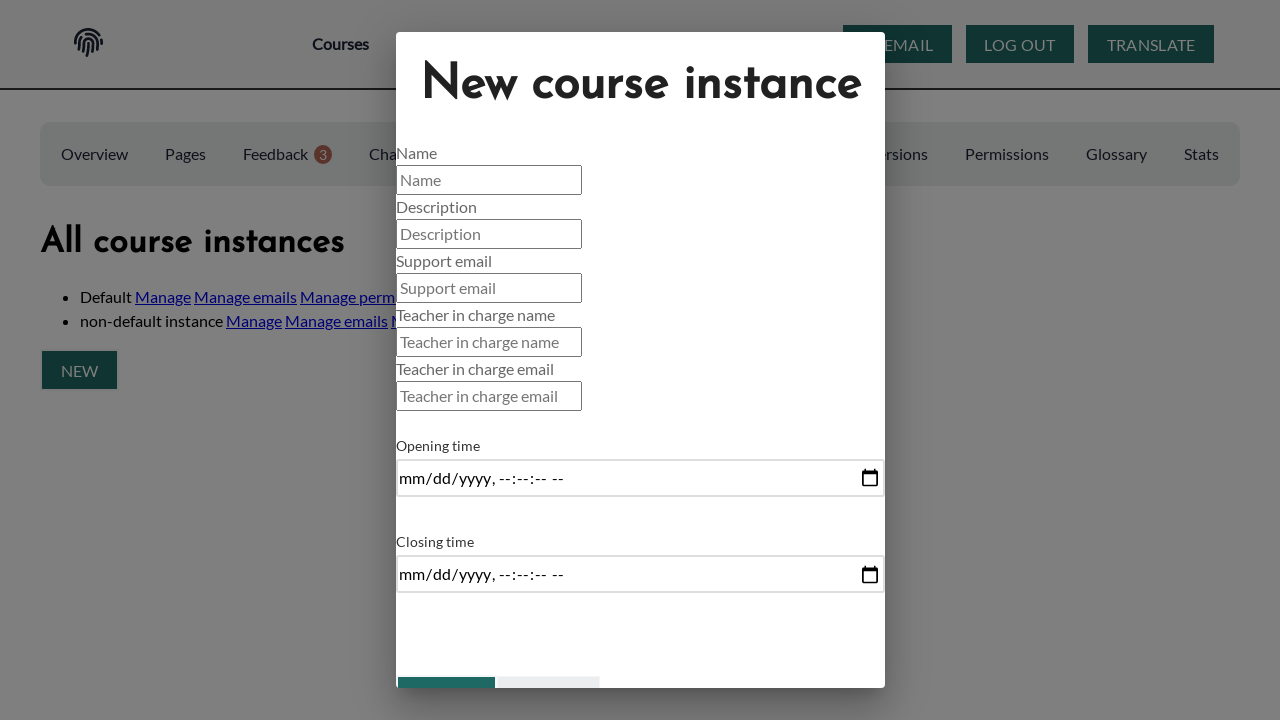 Courses
EMAIL
LOG OUT
TRANSLATE
New course instance
Overview
Pages
Feedback 3
Permissions
Glossary
Stats
All course instances
Default Manage Manage emails Manage
non-default instance Manage Manage emails
NEW
Name
Name
Description
Description
Support email
Support email
Teacher in charge name
Teacher in charge name
Teacher in charge email
Teacher in charge email
Opening time
mm/dd/yyyy, --:--:-- --
Closing time
mm/dd/yyyy, --:--:-- --